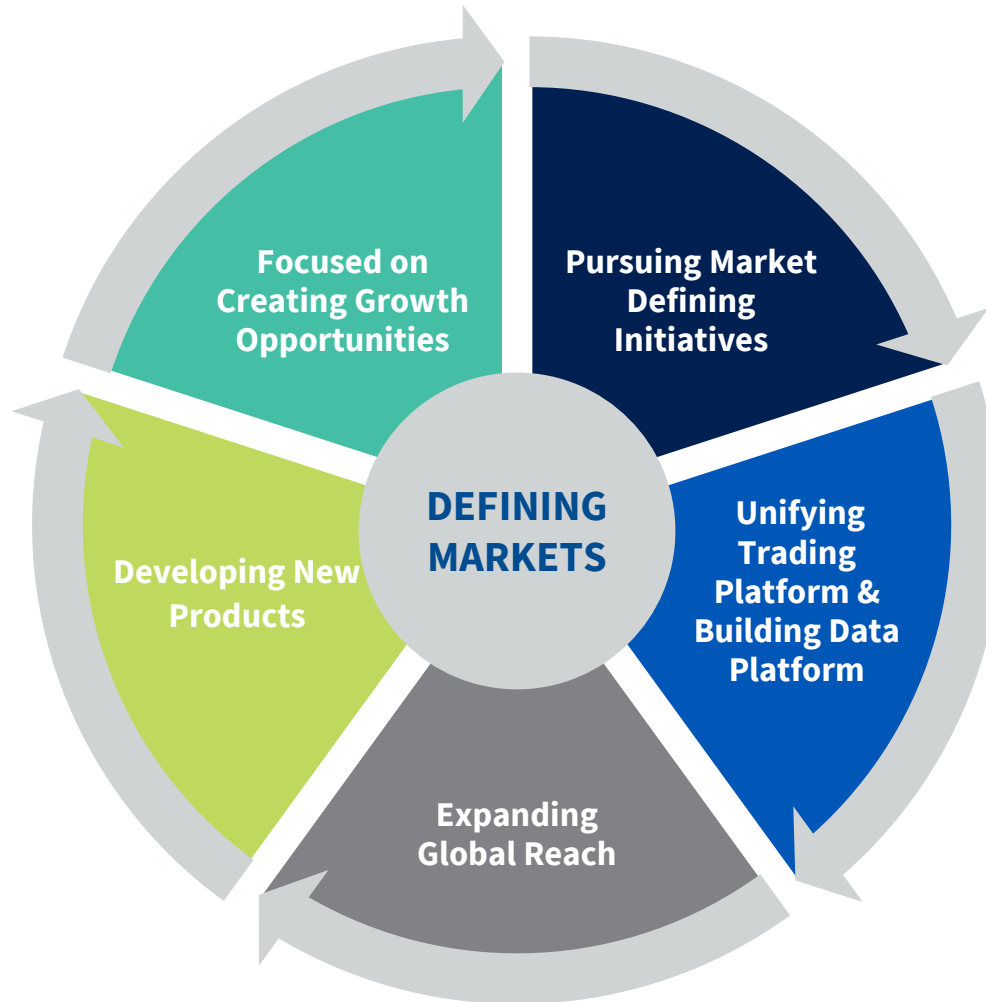 Focused on
Creating Growth
Opportunities
Pursuing Market
Defining
Initiatives
DEFINING
MARKETS
Unifying
Trading
Platform &
Building Data
Platform
Developing New
Products
Expanding
Global Reach